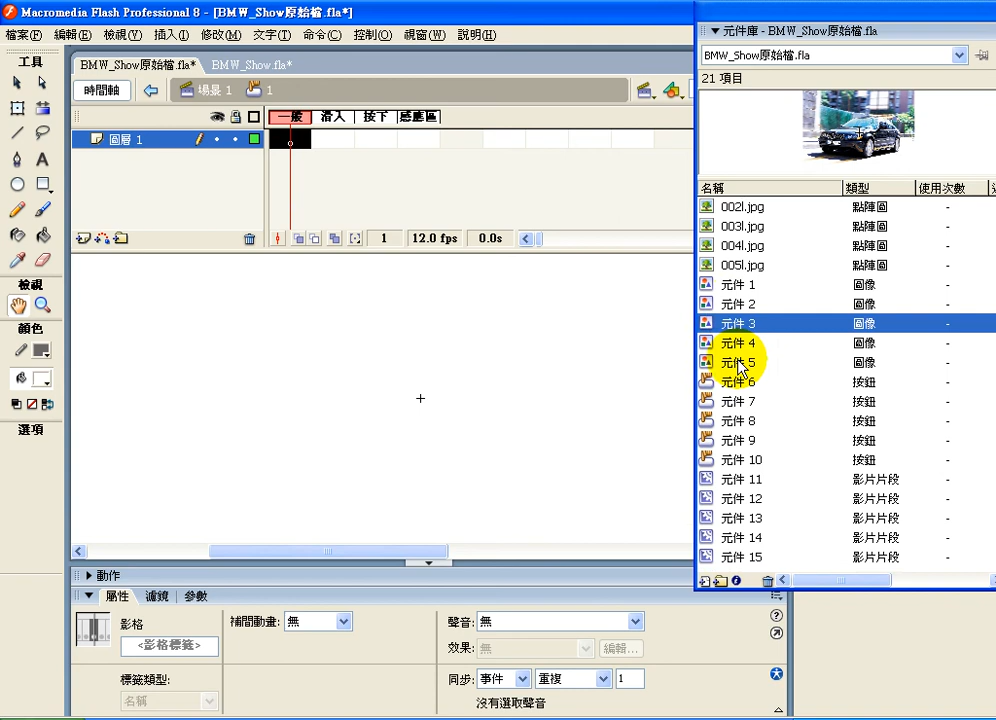 Macromedia Flash Professional 8 - [BMW_Show原始檔.fla*]
檔案(F) 編輯(E) 檢視(V) 插入(I) 修改(M) 文字(T) 命令(C) 控制(O) 視窗(W) 說明(H)
工具
檢視
顏色
選項
BMW_Show原始檔.fla* BMW_Show.fla*
時間軸 場景 1 1
一般 滑入 按下 感應區
圖層 1
1 12.0 fps 0.0s
動作
屬性 濾鏡 參數
影格
<影格標籤>
標籤類型:
名稱
補間動畫: 無
聲音: 無
效果: 無 編輯...
同步: 事件 重複 1
沒有選取聲音
元件庫 - BMW_Show原始檔.fla
BMW_Show原始檔.fla
21 項目
名稱 類型 使用次數
002l.jpg 點陣圖 -
003l.jpg 點陣圖 -
004l.jpg 點陣圖 -
005l.jpg 點陣圖 -
元件 1 圖像 -
元件 2 圖像 -
元件 3 圖像 -
元件 4 圖像 -
元件 5 圖像 -
元件 6 按鈕 -
元件 7 按鈕 -
元件 8 按鈕 -
元件 9 按鈕 -
元件 10 按鈕 -
元件 11 影片片段 -
元件 12 影片片段 -
元件 13 影片片段 -
元件 14 影片片段 -
元件 15 影片片段 -